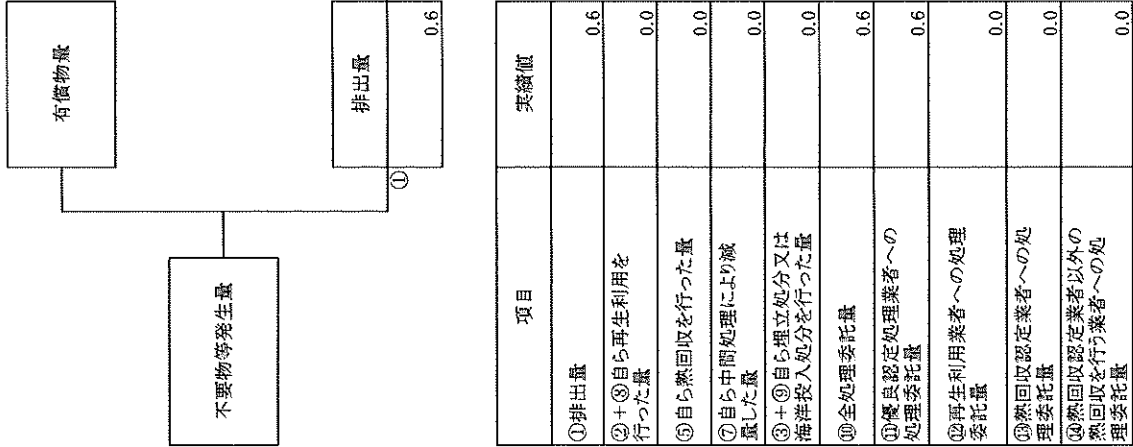 有償物量
不要物等発生量
排出量
①
0.6
項目
実績値
①排出量
0.6
②+⑧自ら再生利用を
行った量
0.0
⑤自ら熱回収を行った量
0.0
⑦自ら中間処理により減
量した量
0.0
③+⑨自ら埋立処分又は
海洋投入処分を行った量
0.0
⑩全処理委託量
0.6
⑪優良認定処理業者への
処理委託量
0.6
⑫再生利用業者への処理
委託量
0.0
⑬熱回収認定業者への処
理委託量
0.0
⑭熱回収認定業者以外の
熱回収を行う業者への処
理委託量
0.0